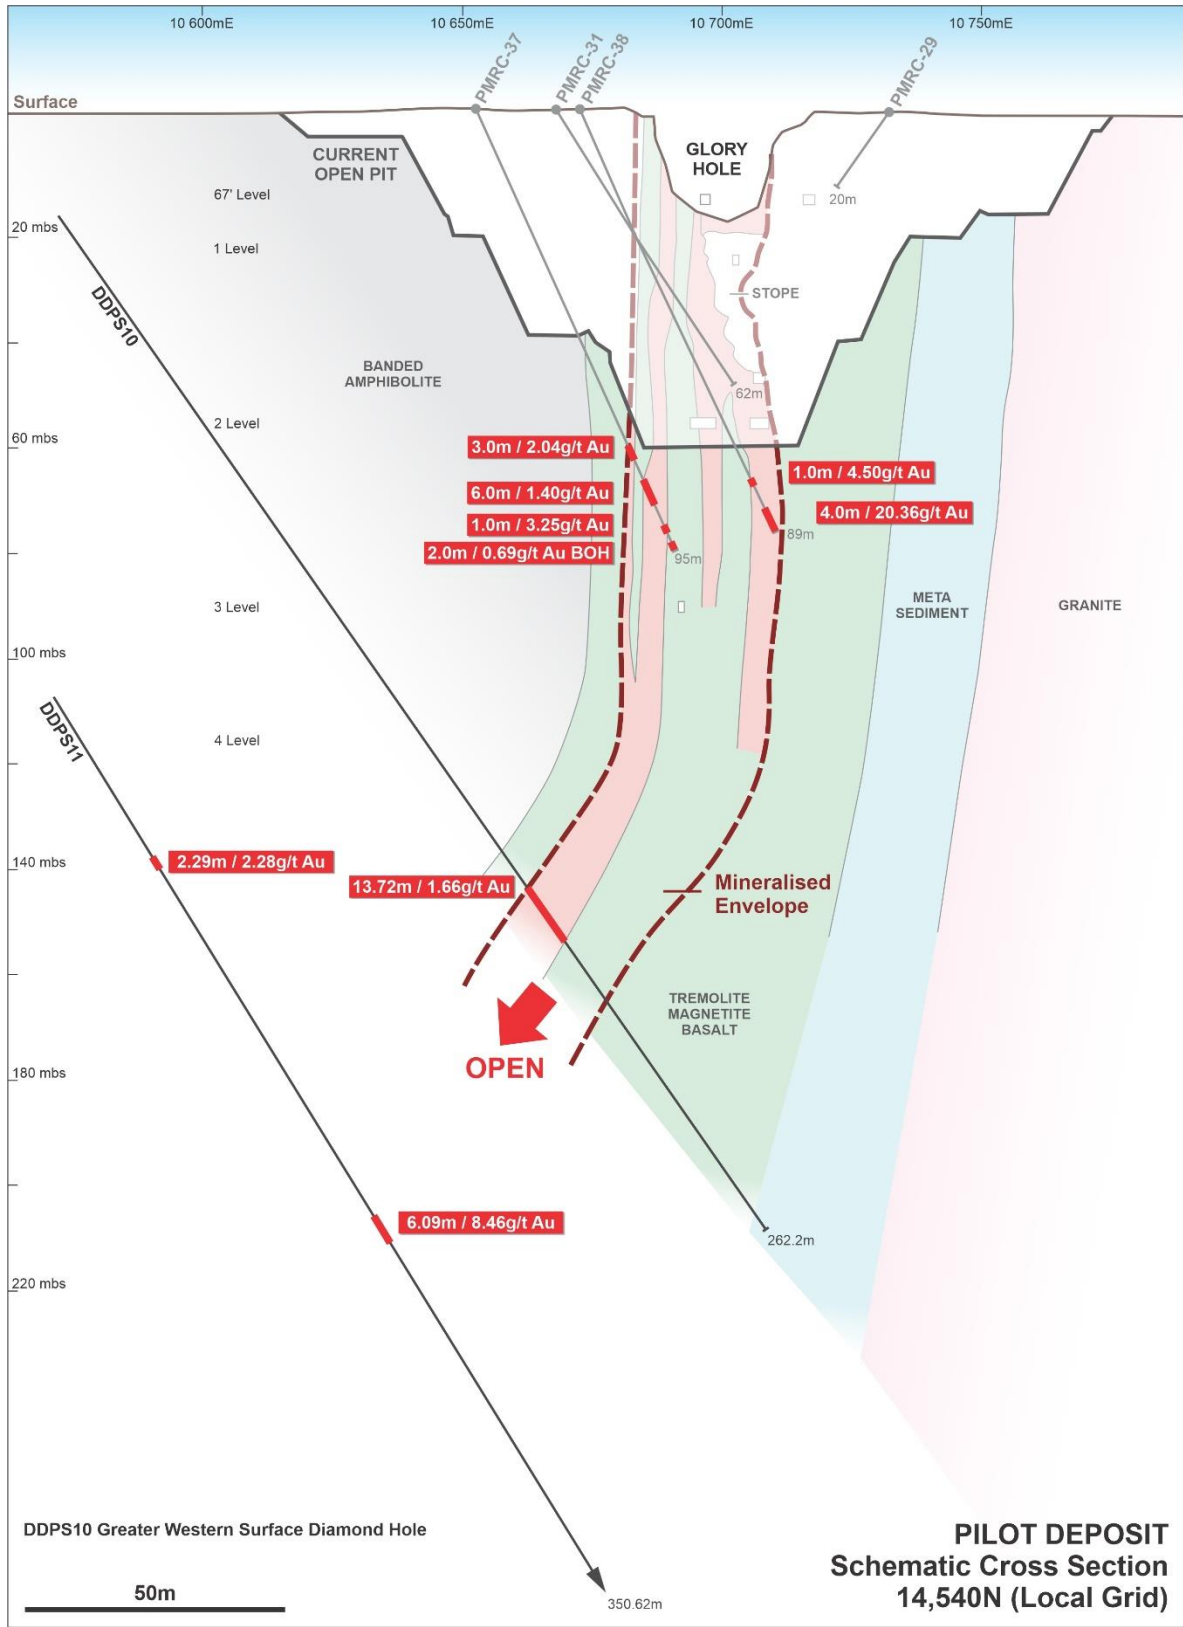 10 600mE
10 650mE
10 700mE
10 750mE
PMRC-37
PMRC-31
PMRC-38
PMRC-29
Surface
CURRENT
OPEN PIT
GLORY
HOLE
67' Level
20m
20 mbs
1 Level
DDPS10
STOPE
BANDED
AMPHIBOLITE
62m
2 Level
60 mbs
3.0m / 2.04g/t Au
6.0m / 1.40g/t Au
1.0m / 3.25g/t Au
2.0m / 0.69g/t Au BOH
1.0m / 4.50g/t Au
4.0m / 20.36g/t Au
89m
95m
3 Level
META
SEDIMENT
GRANITE
100 mbs
DDPS11
4 Level
140 mbs
2.29m / 2.28g/t Au
13.72m / 1.66g/t Au
Mineralised
Envelope
TREMOLITE
MAGNETITE
BASALT
OPEN
180 mbs
6.09m / 8.46g/t Au
262.2m
220 mbs
DDPS10 Greater Western Surface Diamond Hole
50m
350.62m
PILOT DEPOSIT
Schematic Cross Section
14,540N (Local Grid)